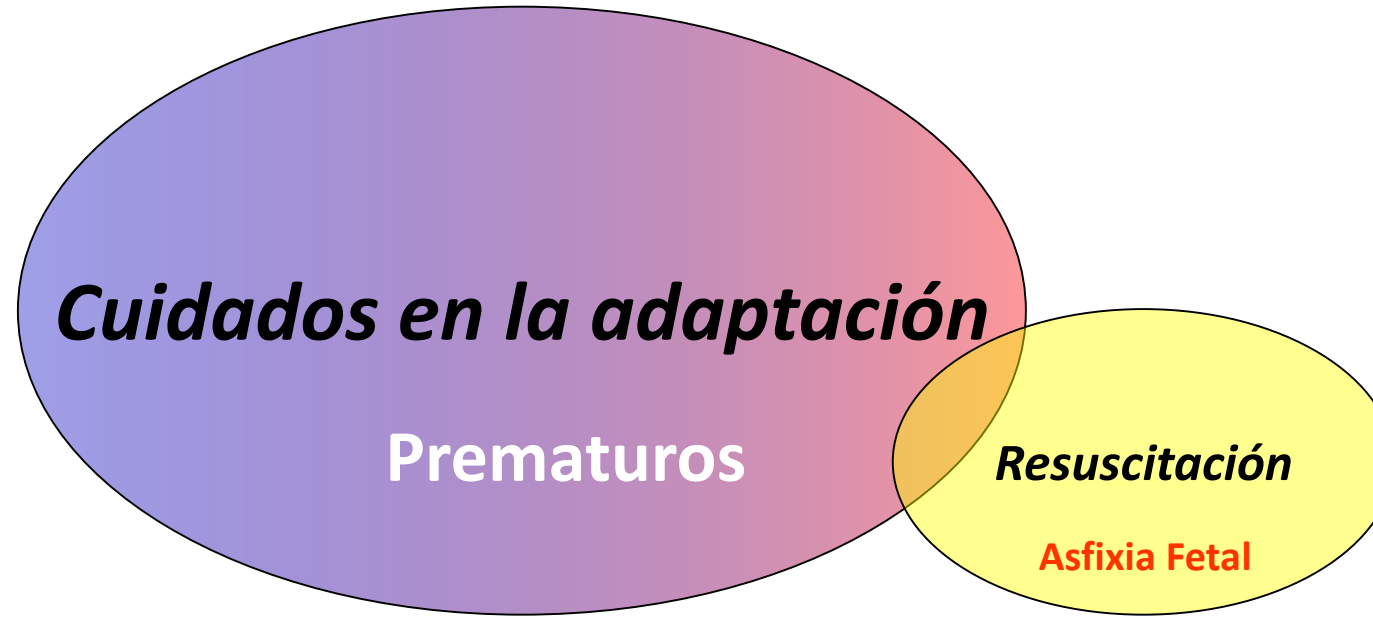 Cuidados en la adaptación
Prematuros
Resuscitación
Asfixia Fetal